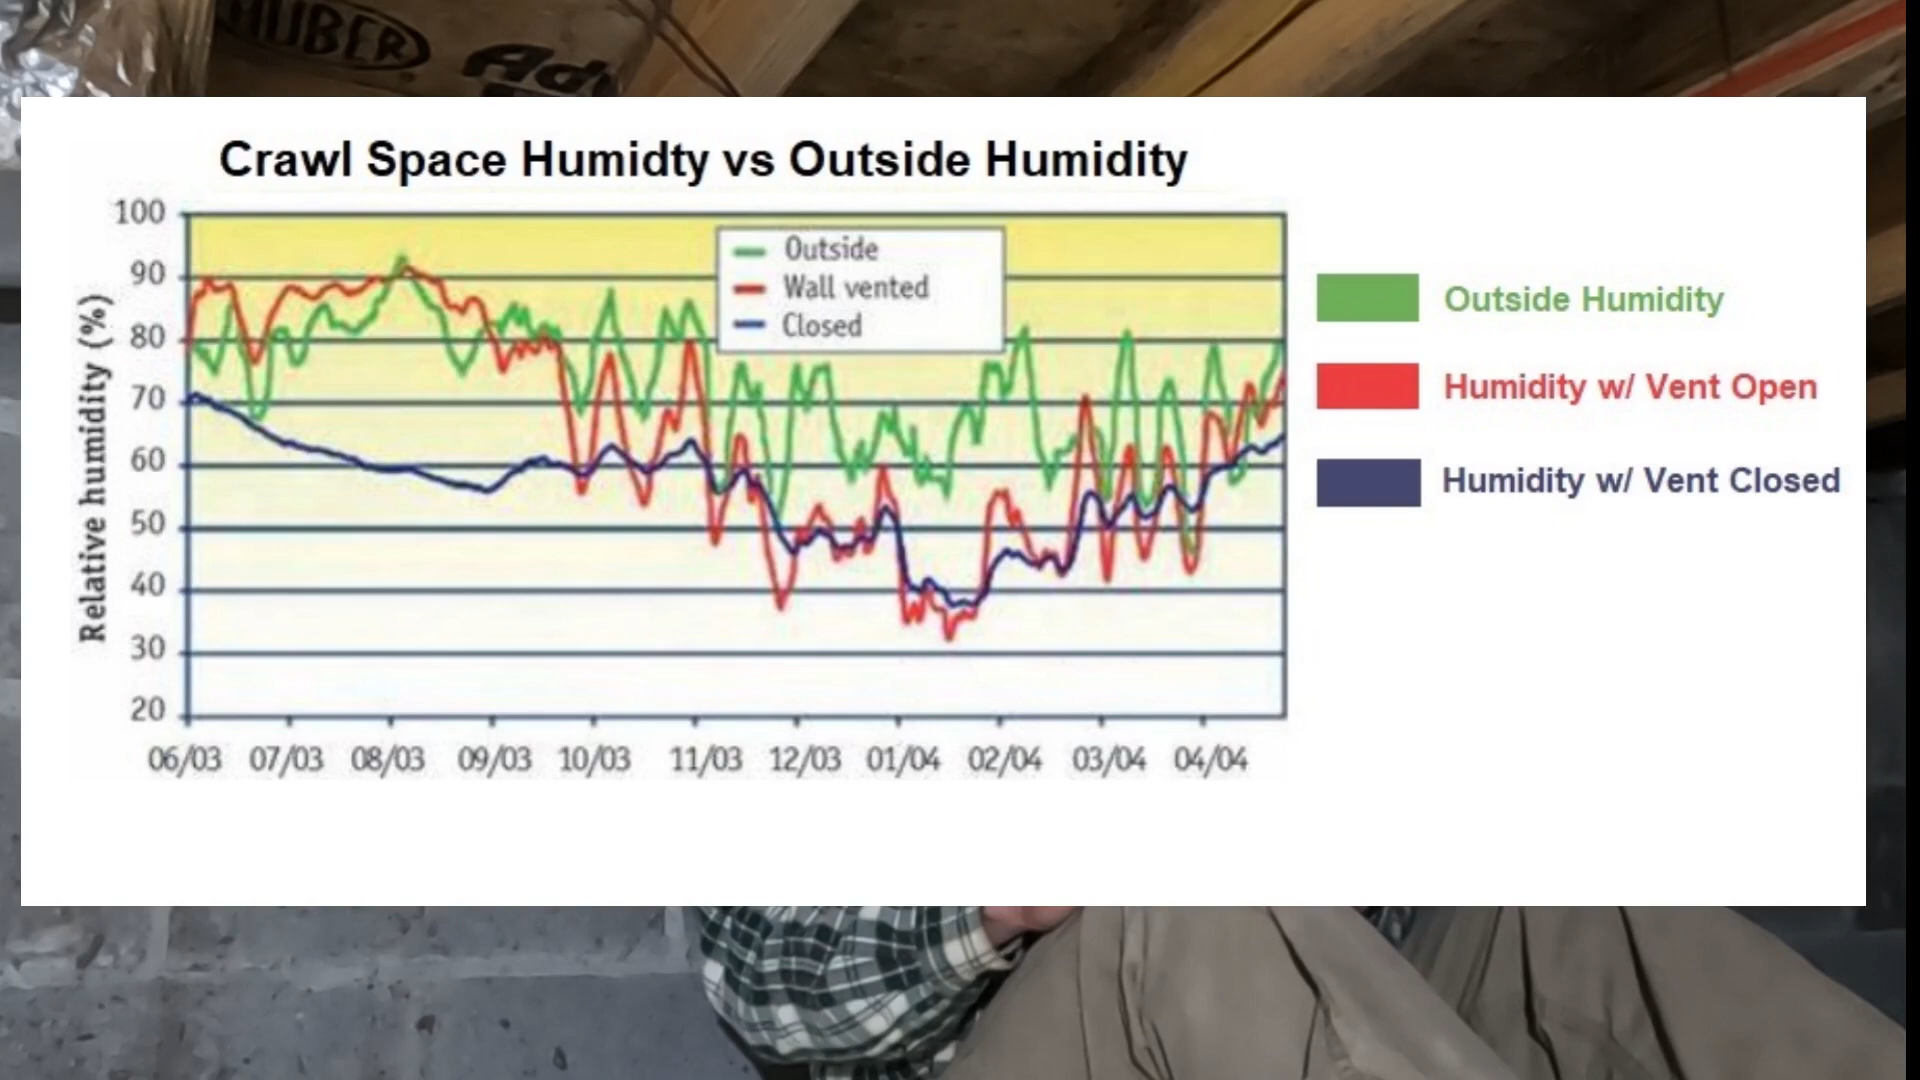 HUBER
Adv
Crawl Space Humidty vs Outside Humidity
Relative humidity (%)
100
90
80
70
60
50
40
30
20
Outside
Wall vented
Closed
06/03 07/03 08/03 09/03 10/03 11/03 12/03 01/04 02/04 03/04 04/04
Outside Humidity
Humidity w/ Vent Open
Humidity w/ Vent Closed